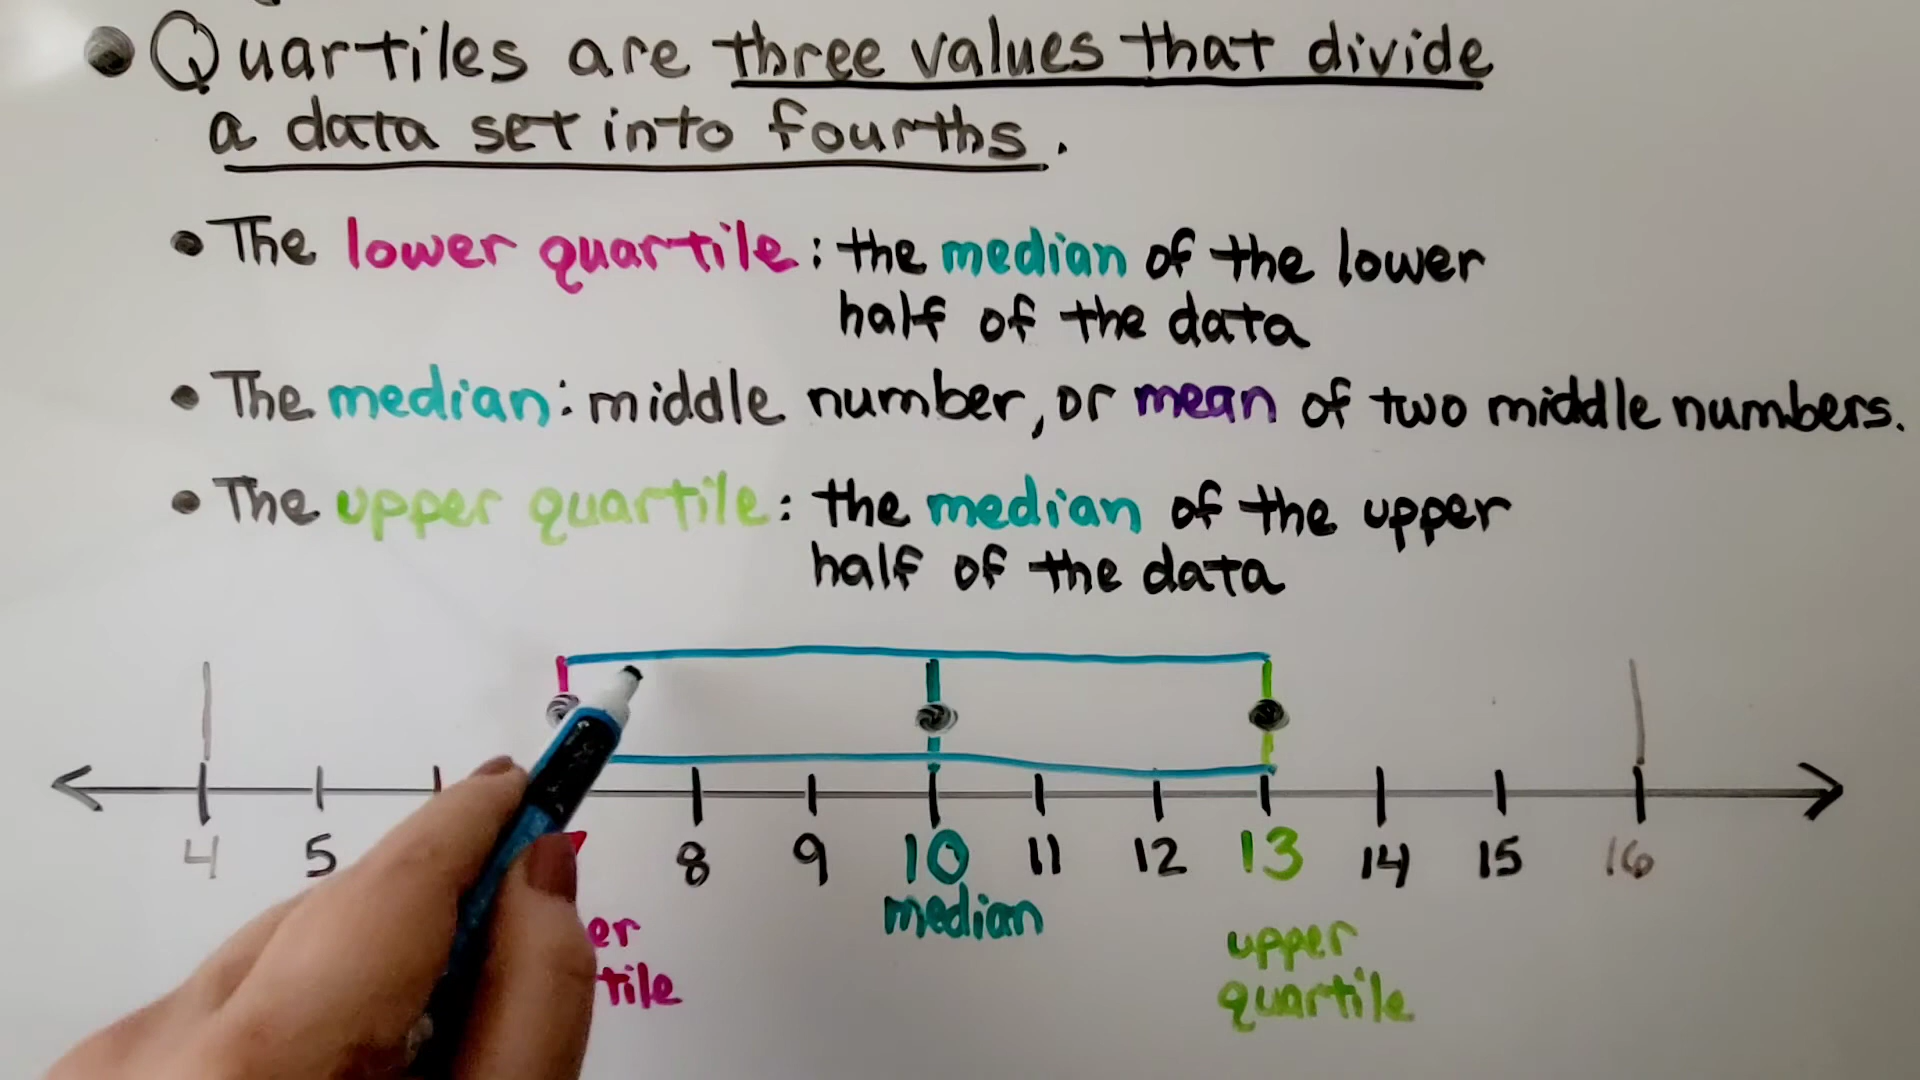 Quartiles are three values that divide
a data set into fourths.
The lower quartile: the median of the lower
half of the data
The median: middle number, or mean of two middle numbers.
The upper quartile: the median of the upper
half of the data
4 5 8 9 10 11 12 13 14 15 16
median
er
tile
upper
quartile